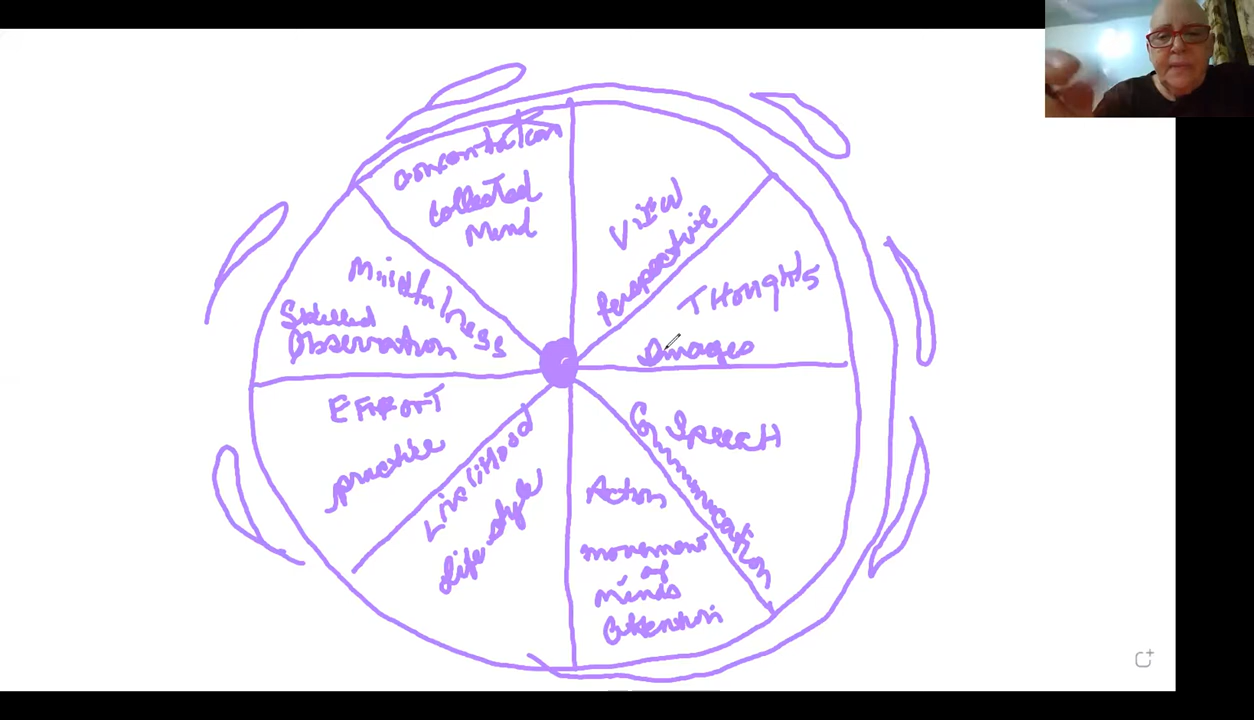 Concentration
Collected
Mind
View
Perspective
Thoughts
Images
Speech
Communication
Action
movement
of
minds
Attention
Livelihood
Life style
Effort
practice
Mindfulness
Skilled
Observation